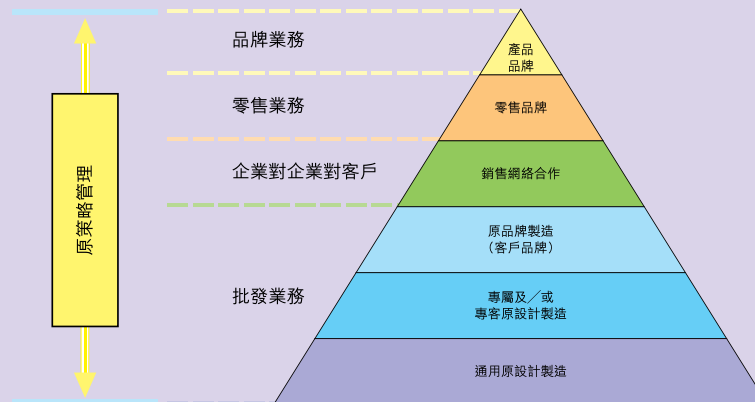 品牌業務
產品
品牌
零售業務
零售品牌
企業對企業對客戶
銷售網絡合作
原策略管理
原品牌製造
（客戶品牌）
批發業務
專屬及／或
專客原設計製造
通用原設計製造